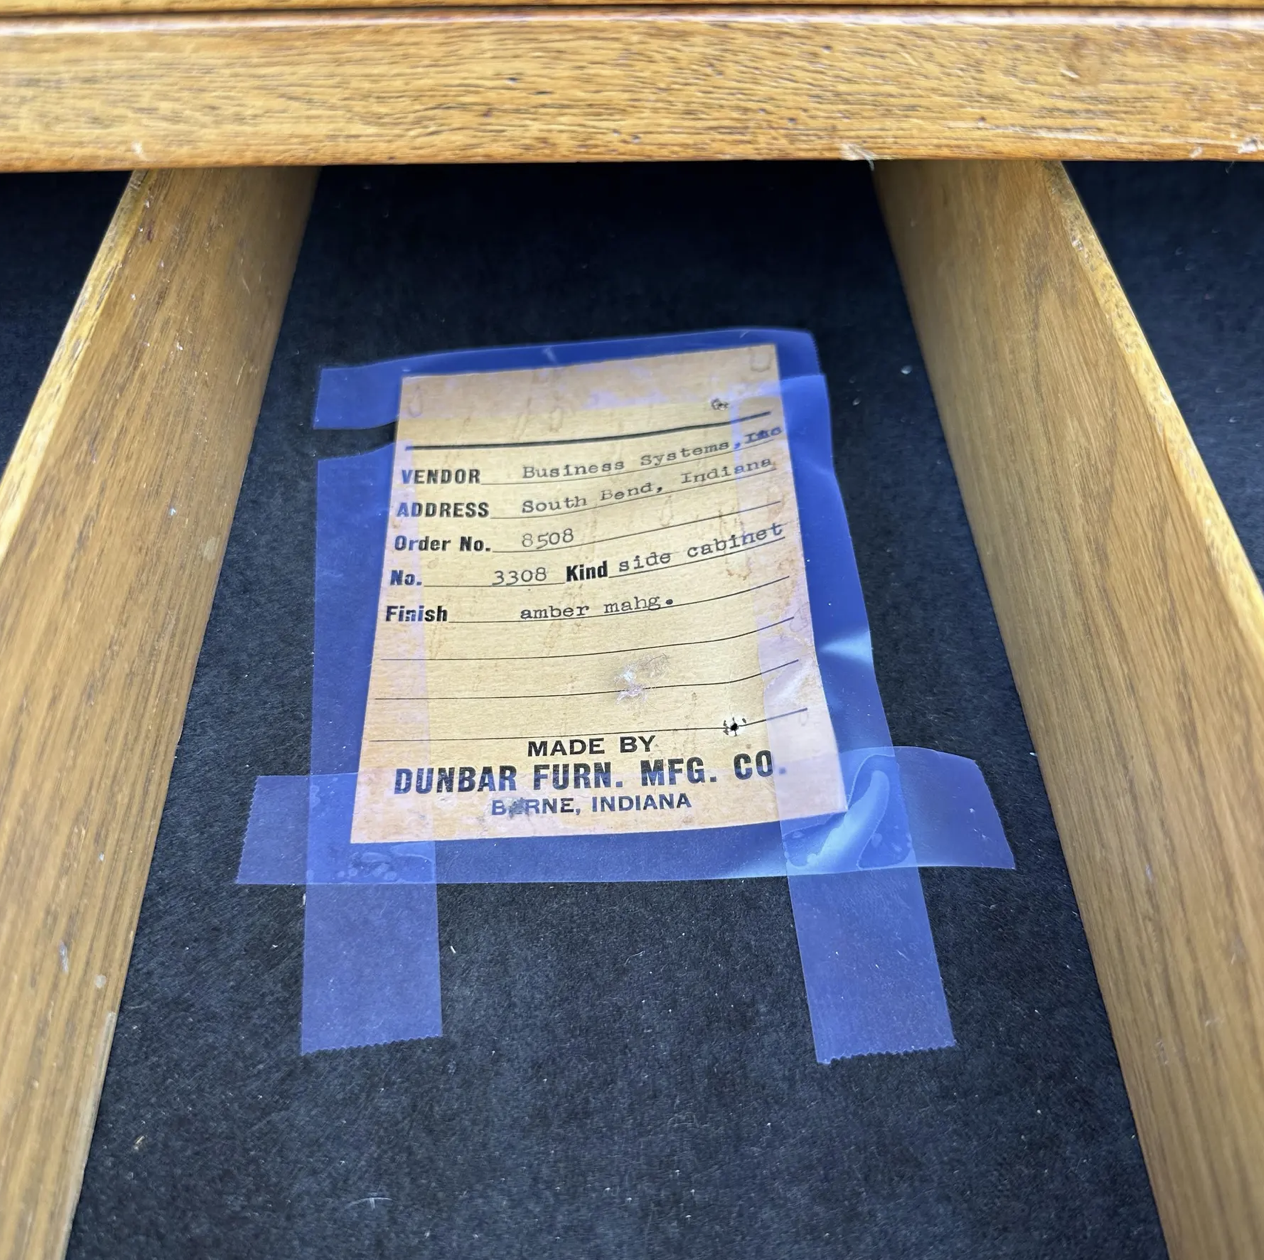 VENDOR Business Systems, Inc
ADDRESS South Bend, Indiana
Order No. 8508
No. 3308 Kind side cabinet
Finish amber mahg.
MADE BY
DUNBAR FURN. MFG. CO.
BERNE, INDIANA